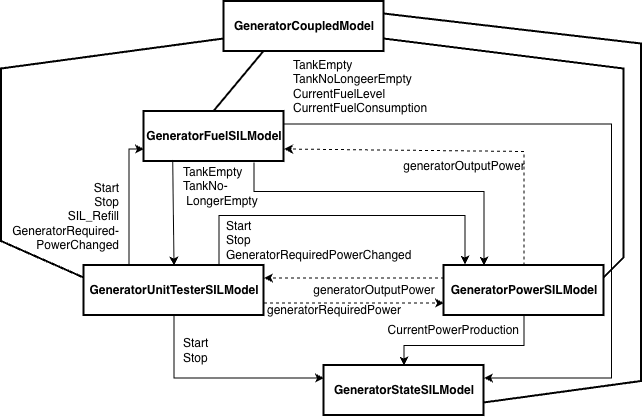 GeneratorCoupledModel
TankEmpty
TankNoLongeerEmpty
CurrentFuelLevel
CurrentFuelConsumption
GeneratorFuelSILModel
TankEmpty
TankNo-
LongerEmpty
generatorOutputPower
Start
Stop
SIL_Refill
GeneratorRequired-
PowerChanged
Start
Stop
GeneratorRequiredPowerChanged
GeneratorUnitTesterSILModel
generatorOutputPower
generatorRequiredPower
GeneratorPowerSILModel
CurrentPowerProduction
Start
Stop
GeneratorStateSILModel